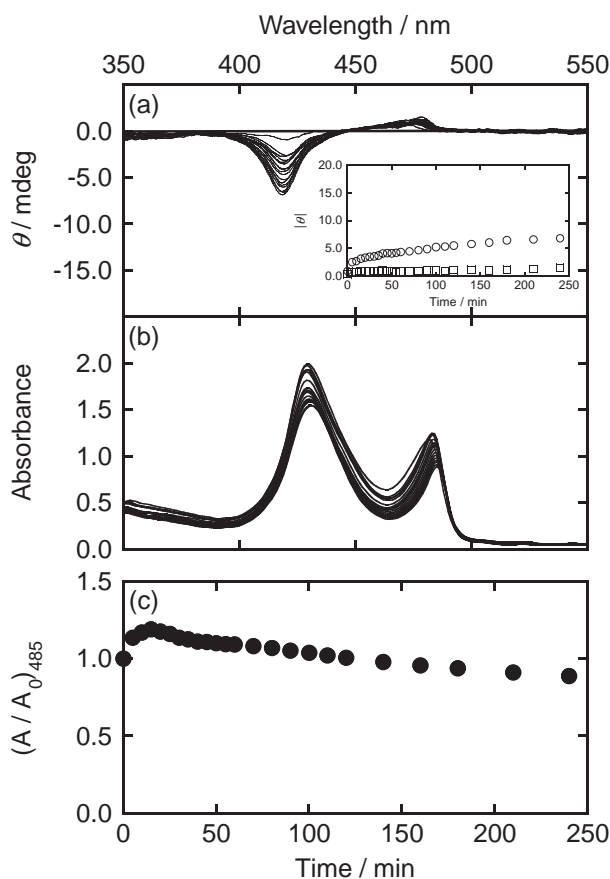 Wavelength / nm
350 400 450 500 550
(a)
θ / mdeg
0.0
-5.0
-10.0
-15.0
|θ|
20.0
15.0
10.0
5.0
0.0
0 50 100 150 200 250
Time / min
(b)
Absorbance
2.0
1.5
1.0
0.5
0.0
(c)
(A / A0)485
1.5
1.0
0.5
0.0
0 50 100 150 200 250
Time / min